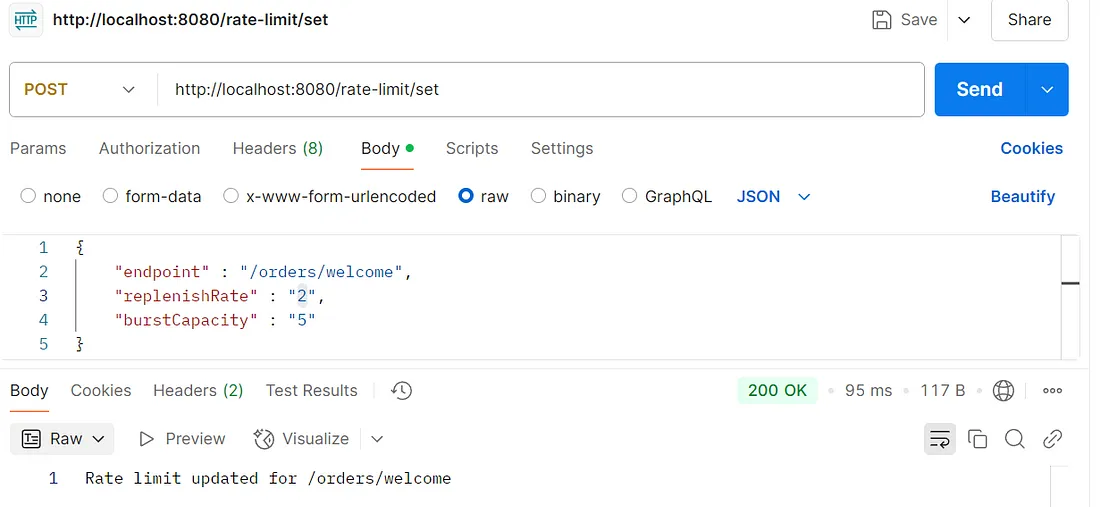 HTTP http://localhost:8080/rate-limit/set Save Share
POST http://localhost:8080/rate-limit/set Send
Params Authorization Headers (8) Body Scripts Settings Cookies
none form-data x-www-form-urlencoded raw binary GraphQL JSON Beautify
1 {
2 "endpoint" : "/orders/welcome",
3 "replenishRate" : "2",
4 "burstCapacity" : "5"
5 }
Body Cookies Headers (2) Test Results 200 OK 95 ms 117 B
Raw Preview Visualize
1 Rate limit updated for /orders/welcome